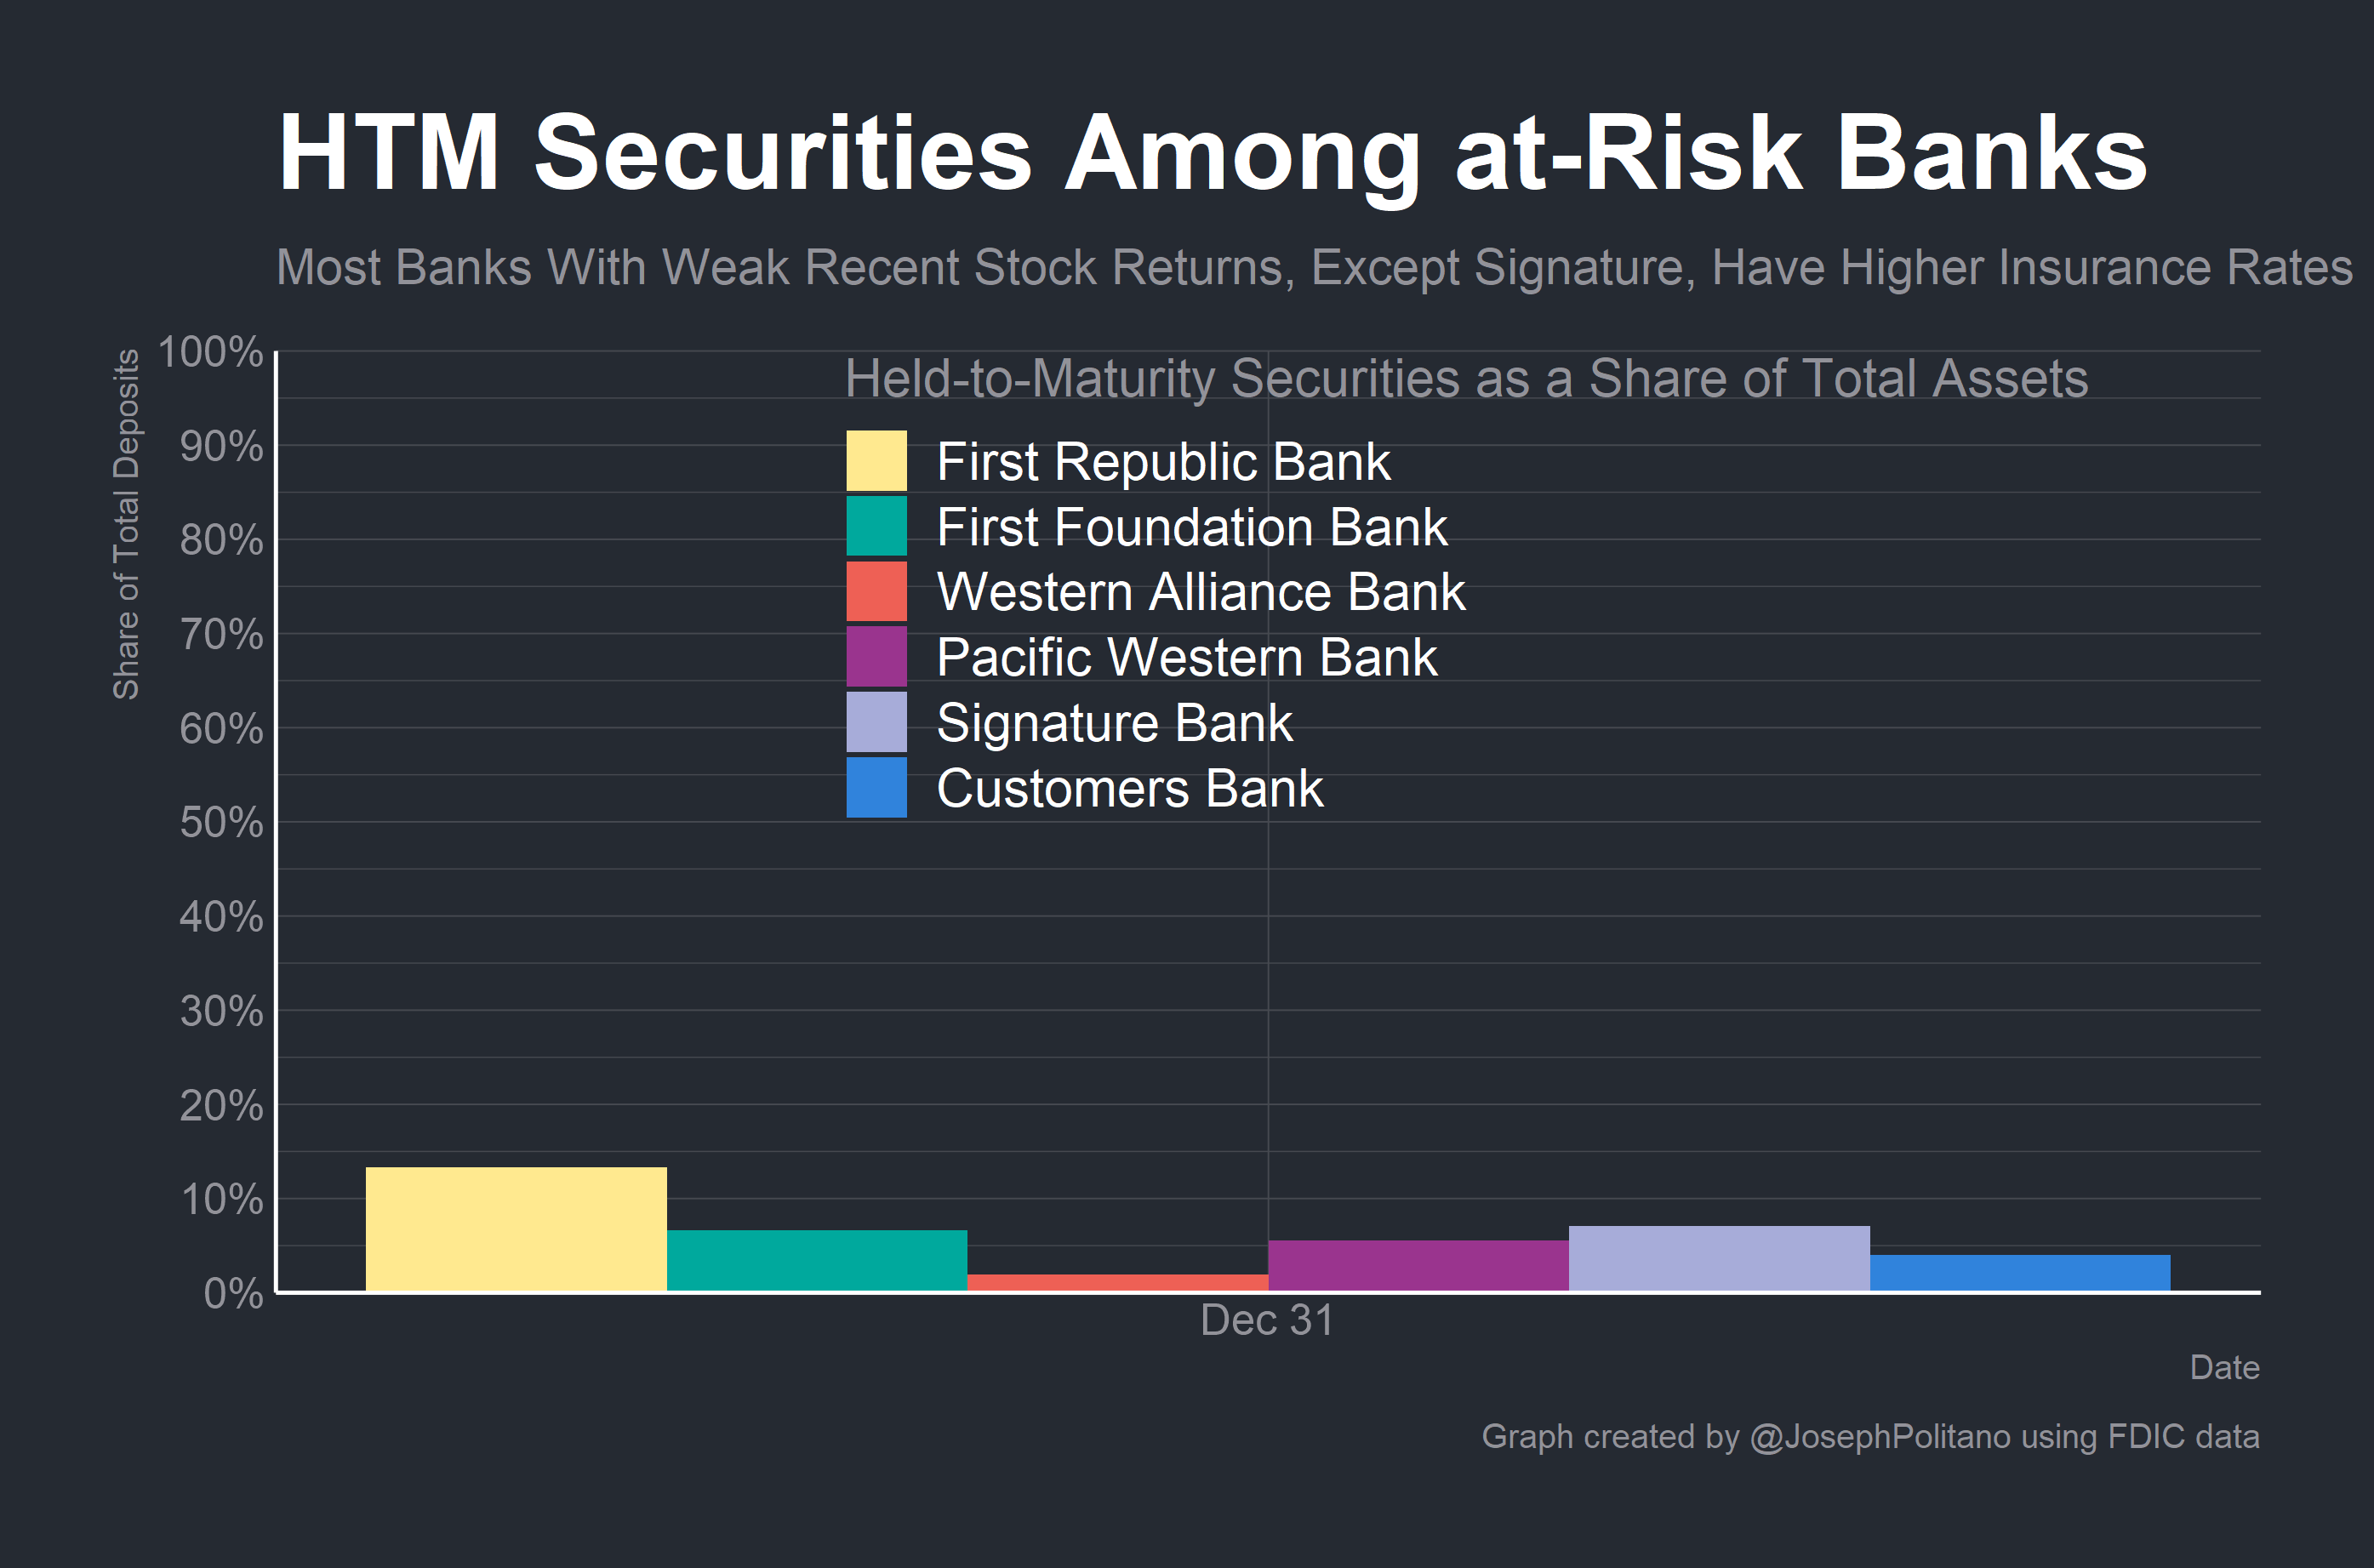 HTM Securities Among at-Risk Banks
Most Banks With Weak Recent Stock Returns, Except Signature, Have Higher Insurance Rates
Share of Total Deposits
100%
90%
80%
70%
60%
50%
40%
30%
20%
10%
0%
Held-to-Maturity Securities as a Share of Total Assets
First Republic Bank
First Foundation Bank
Western Alliance Bank
Pacific Western Bank
Signature Bank
Customers Bank
Dec 31
Date
Graph created by @JosephPolitano using FDIC data